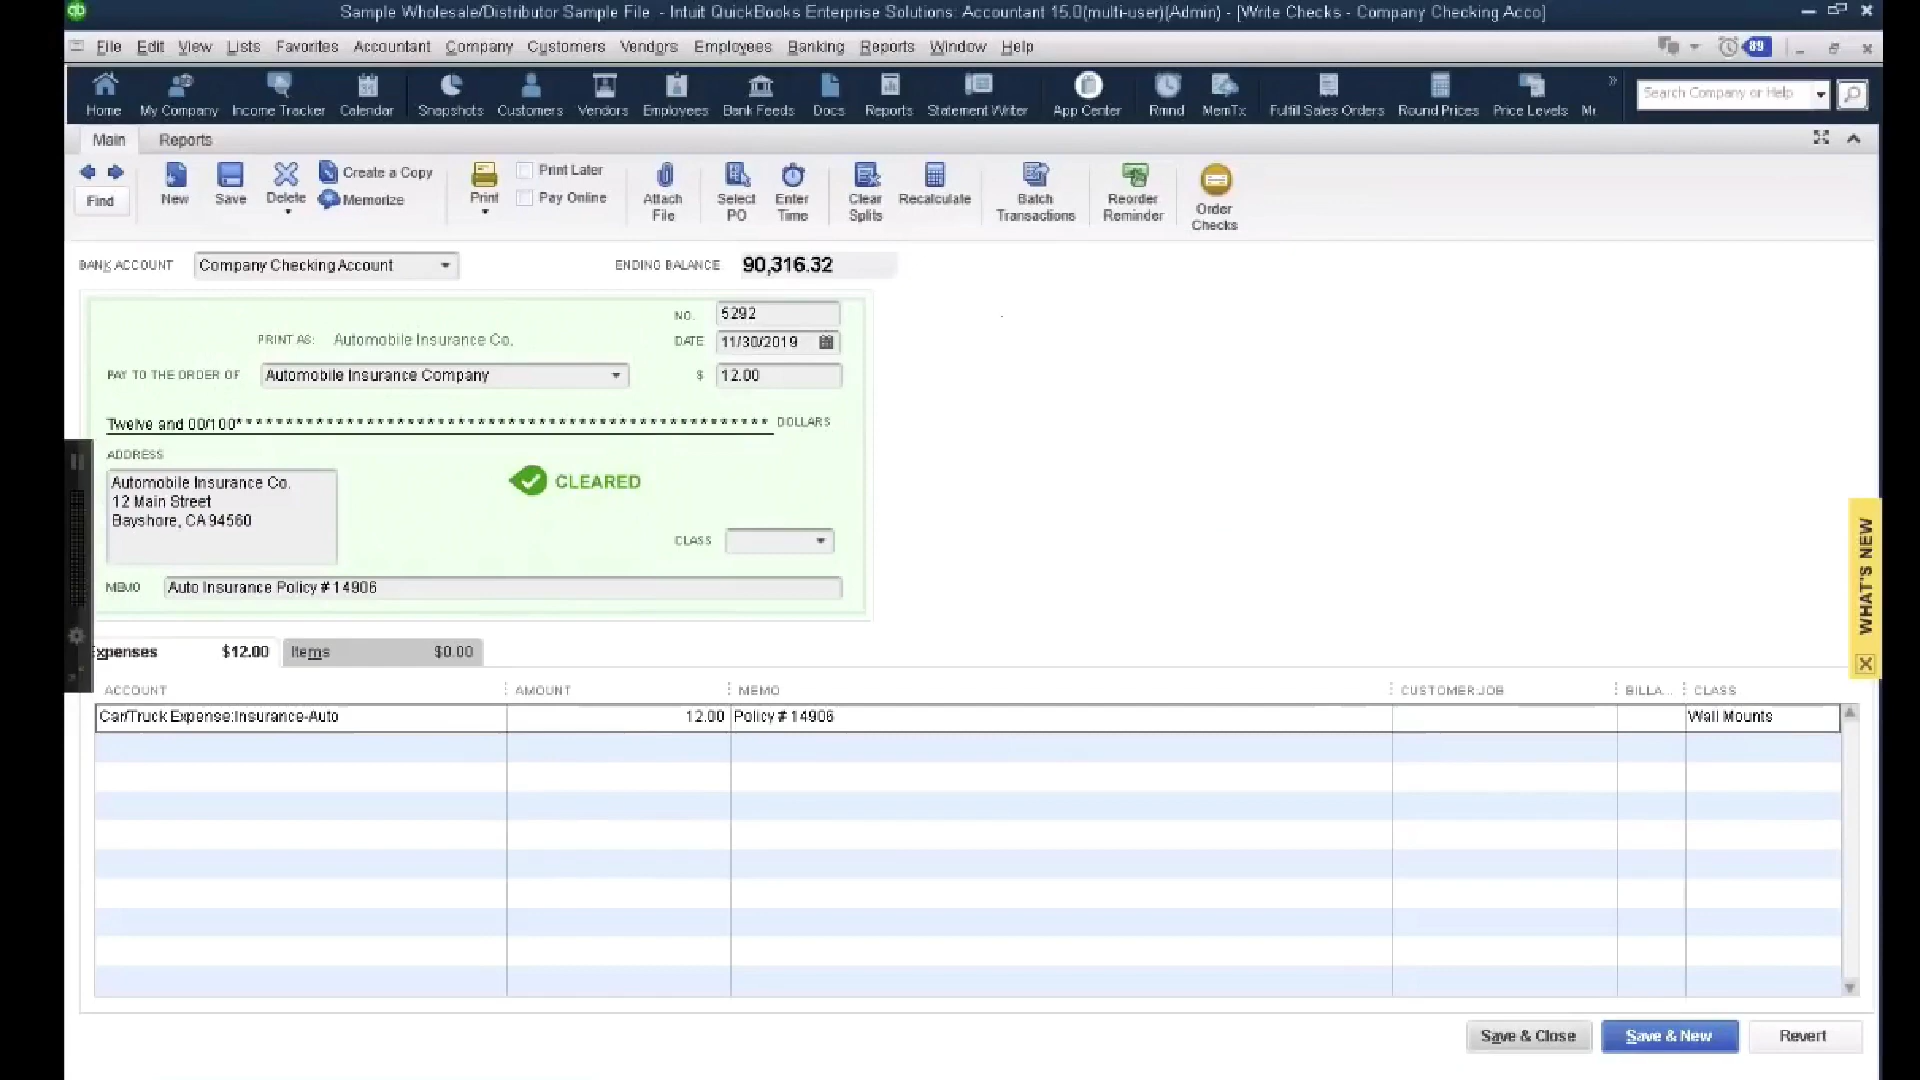 qb
Sample Wholesale/Distributor Sample File - Intuit QuickBooks Enterprise Solutions: Accountant 15.0(multi-user)(Admin) - [Write Checks - Company Checking Acco]
File Edit View Lists Favorites Accountant Company Customers Vendors Employees Banking Reports Window Help
89
Home My Company Income Tracker Calendar Snapshots Customers Vendors Employees Bank Feeds Docs Reports Statement Writer App Center Rmnd MemTx Fulfill Sales Orders Round Prices Price Levels
Search Company or Help
Main Reports
Find
New
Save
Delete
Create a Copy
Memorize
Print
Print Later
Pay Online
Attach File
Select PO
Enter Time
Clear Splits
Recalculate
Batch Transactions
Reorder Reminder
Order Checks
BANK ACCOUNT Company Checking Account ENDING BALANCE 90,316.32
NO. 5292
PRINT AS: Automobile Insurance Co. DATE 11/30/2019
PAY TO THE ORDER OF Automobile Insurance Company $ 12.00
Twelve and 00/100* * * * * * * * * * * * * * * * * * * * * * * * * * * * * * * * * * * * * * * * * * * * * * * * * * * DOLLARS
ADDRESS
Automobile Insurance Co.
12 Main Street
Bayshore, CA 94560
CLEARED
CLASS
MEMO Auto Insurance Policy # 14906
WHAT'S NEW
xpenses $12.00 Items $0.00
ACCOUNT AMOUNT MEMO CUSTOMER:JOB BILLA... CLASS
Car/Truck Expense:Insurance-Auto 12.00 Policy # 14906 Wall Mounts
Save & Close Save & New Revert